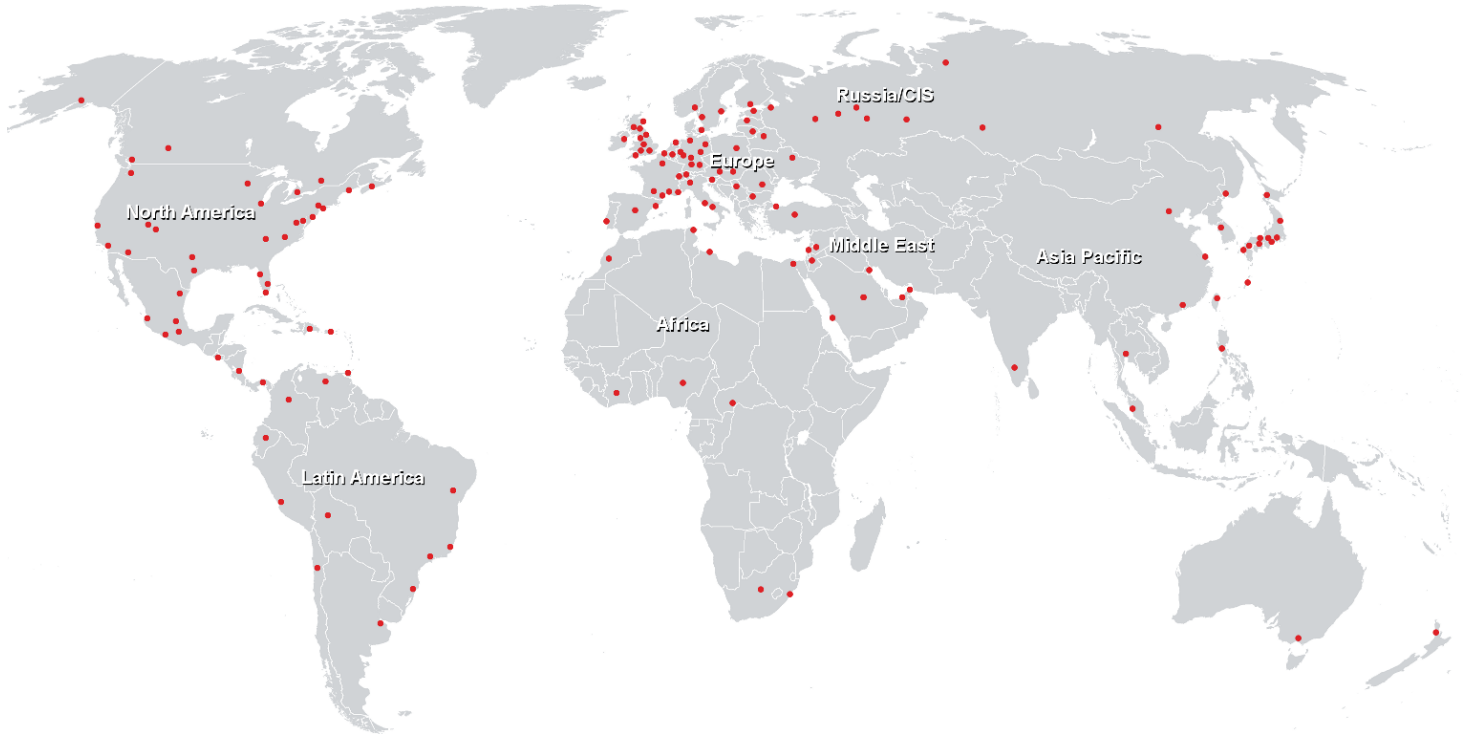 Russia/CIS
Europe
North America
Middle East
Asia Pacific
Africa
Latin America